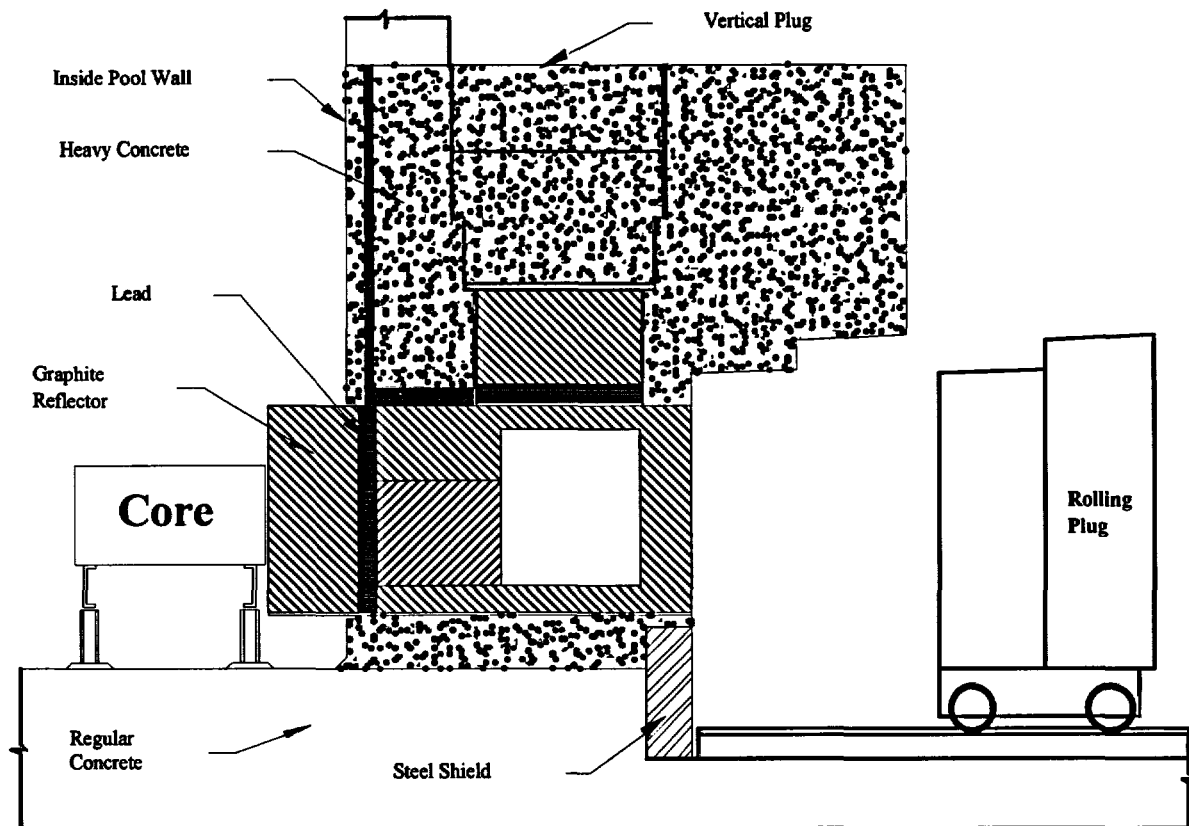 Vertical Plug
Inside Pool Wall
Heavy Concrete
Lead
Graphite
Reflector
Core
Rolling
Plug
Regular
Concrete
Steel Shield